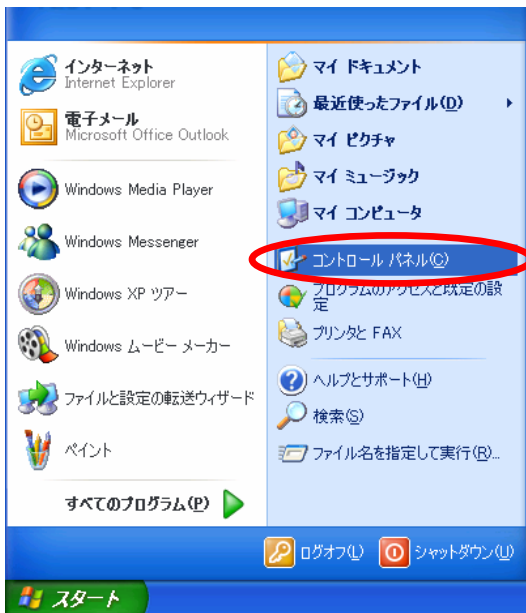 インターネット
Internet Explorer
電子メール
Microsoft Office Outlook
Windows Media Player
Windows Messenger
Windows XP ツアー
Windows ムービー メーカー
ファイルと設定の転送ウィザード
ペイント
すべてのプログラム(P)
マイ ドキュメント
最近使ったファイル(D)
マイ ピクチャ
マイ ミュージック
マイ コンピュータ
コントロール パネル(C)
プログラムのアクセスと既定の設
定
プリンタと FAX
ヘルプとサポート(H)
検索(S)
ファイル名を指定して実行(R)...
ログオフ(L)
シャットダウン(U)
スタート